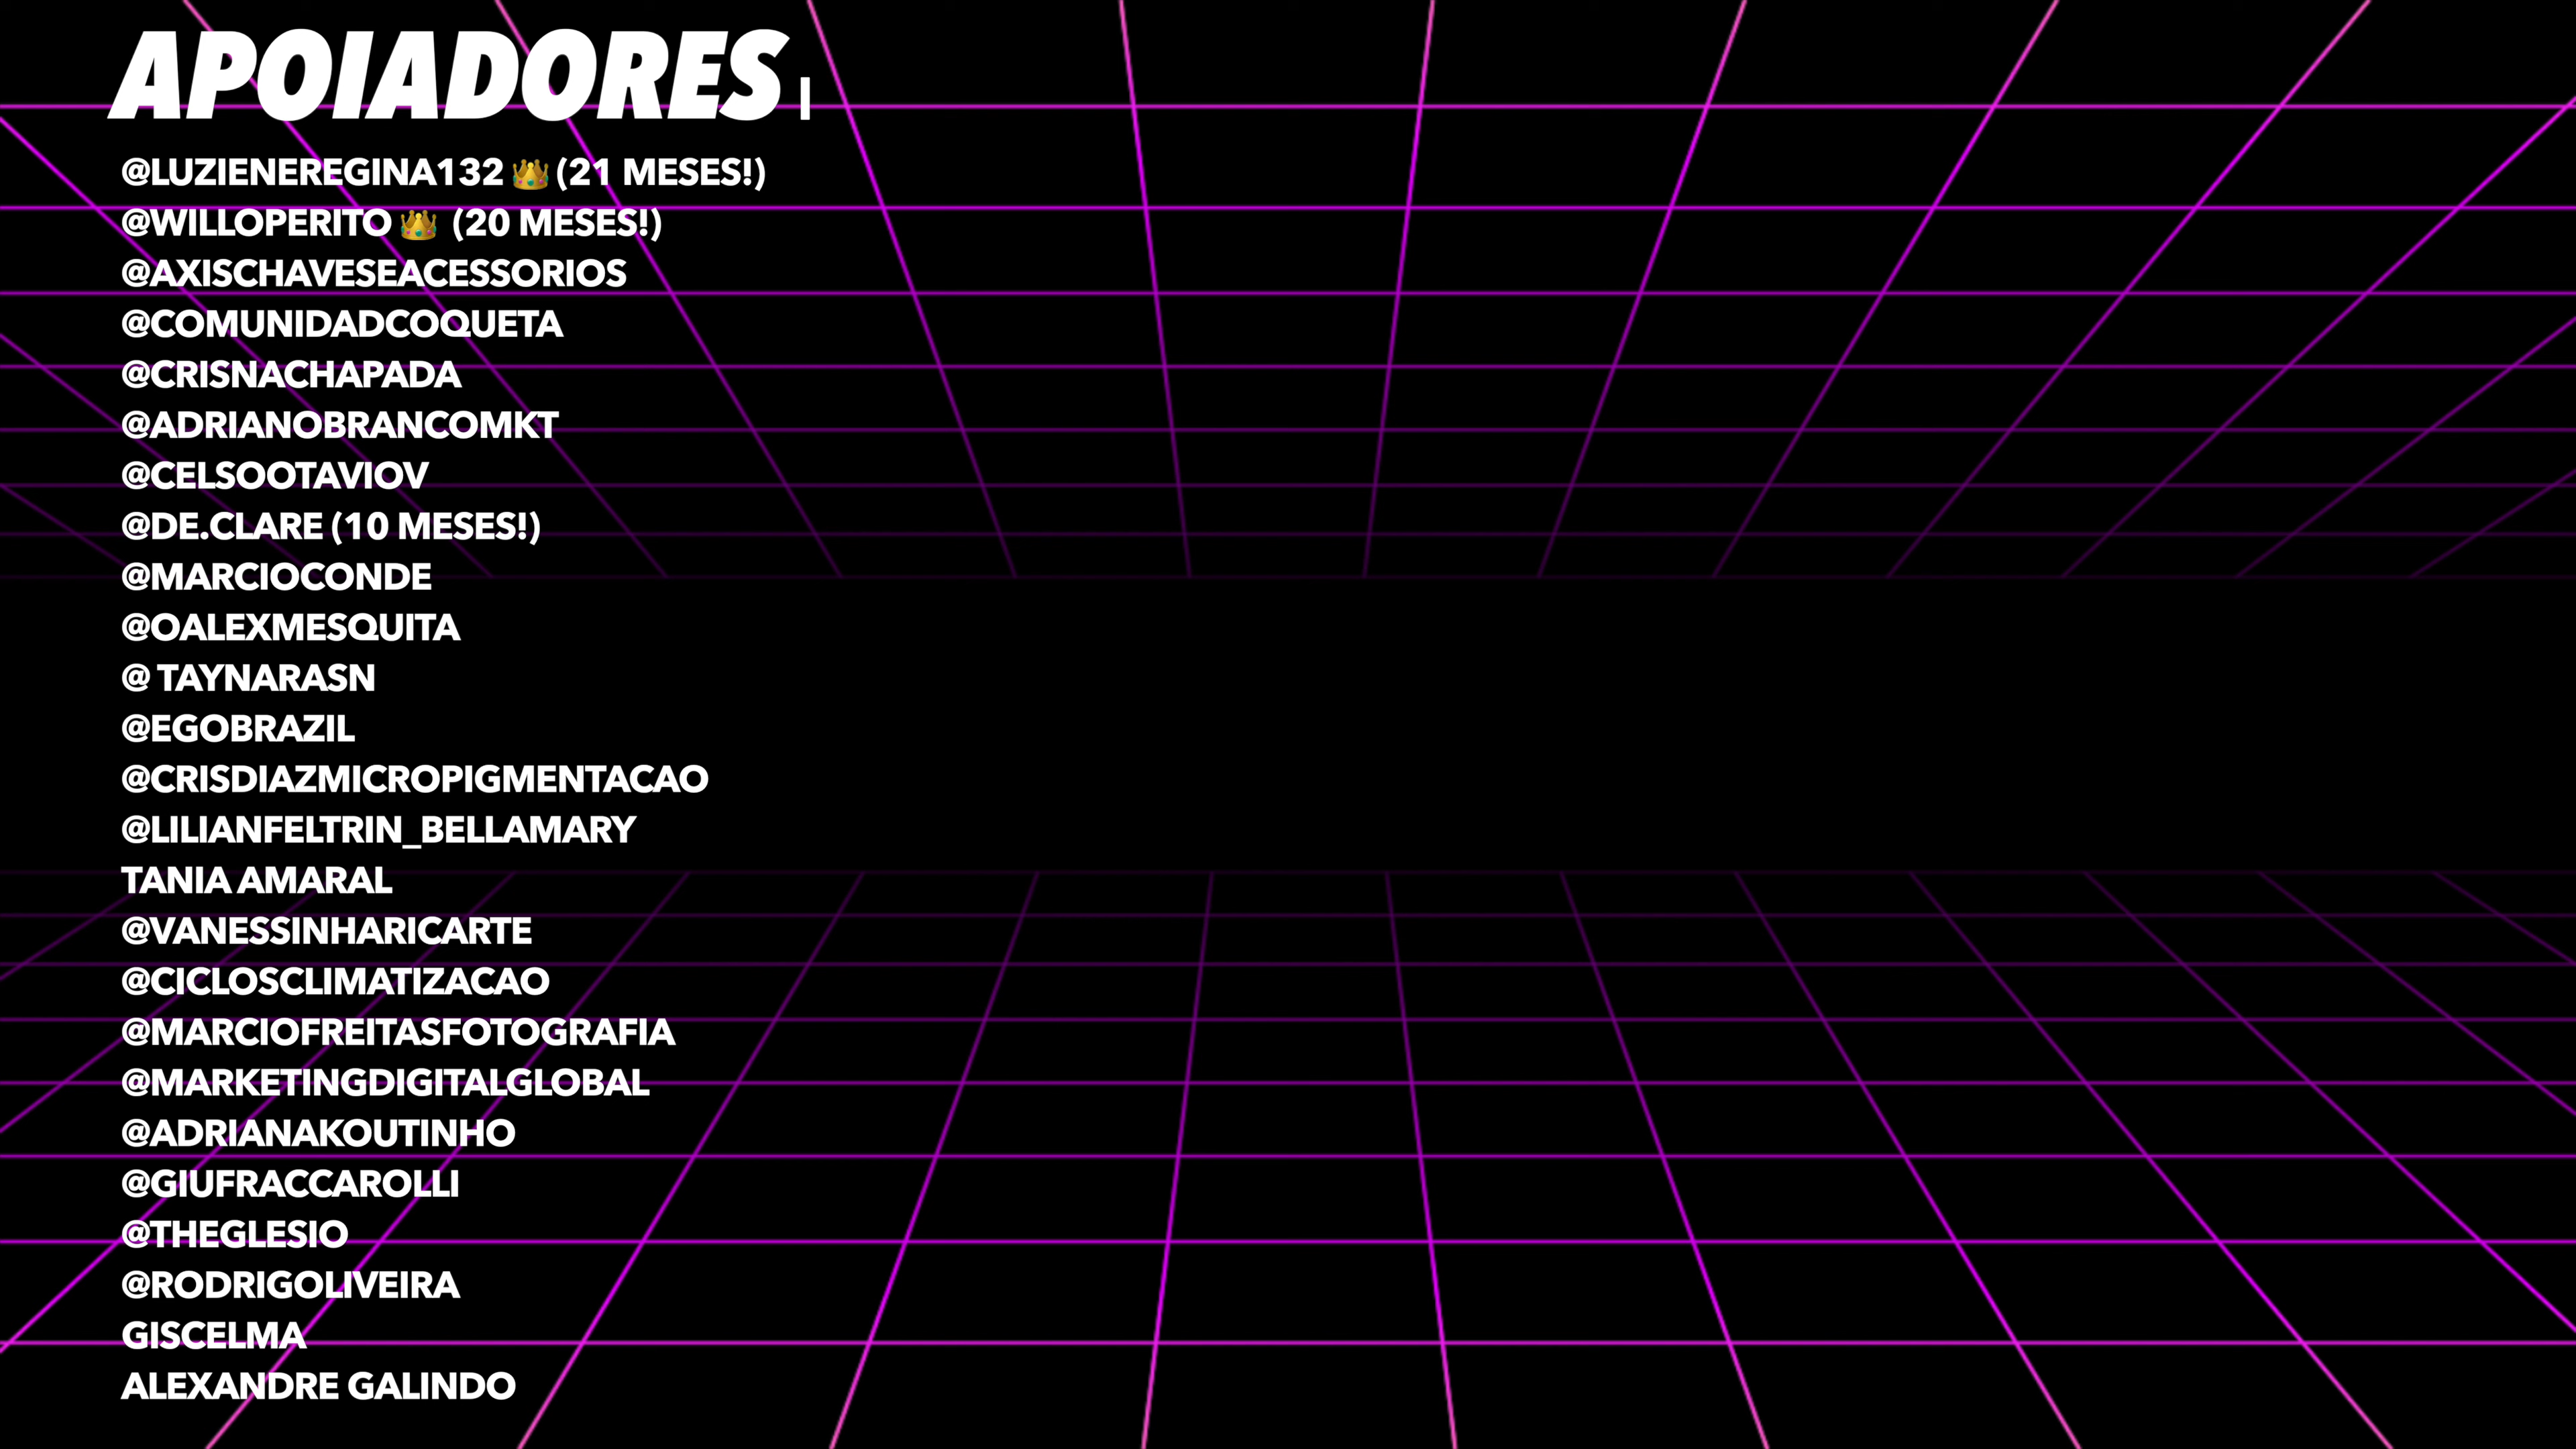 APOIADORES
@LUZIENEREGINA132 👑 (21 MESES!)
@WILLOPERITO 👑 (20 MESES!)
@AXISCHAVESEACESSORIOS
@COMUNIDADCOQUETA
@CRISNACHAPADA
@ADRIANOBRANCOMKT
@CELSOOTAVIOV
@DE.CLARE (10 MESES!)
@MARCIOCONDE
@OALEXMESQUITA
@ TAYNARASN
@EGOBRAZIL
@CRISDIAZMICROPIGMENTACAO
@LILIANFELTRIN_BELLAMARY
TANIA AMARAL
@VANESSINHARICARTE
@CICLOSCLIMATIZACAO
@MARCIOFREITASFOTOGRAFIA
@MARKETINGDIGITALGLOBAL
@ADRIANAKOUTINHO
@GIUFRACCAROLLI
@THEGLESIO
@RODRIGOLIVEIRA
GISCELMA
ALEXANDRE GALINDO